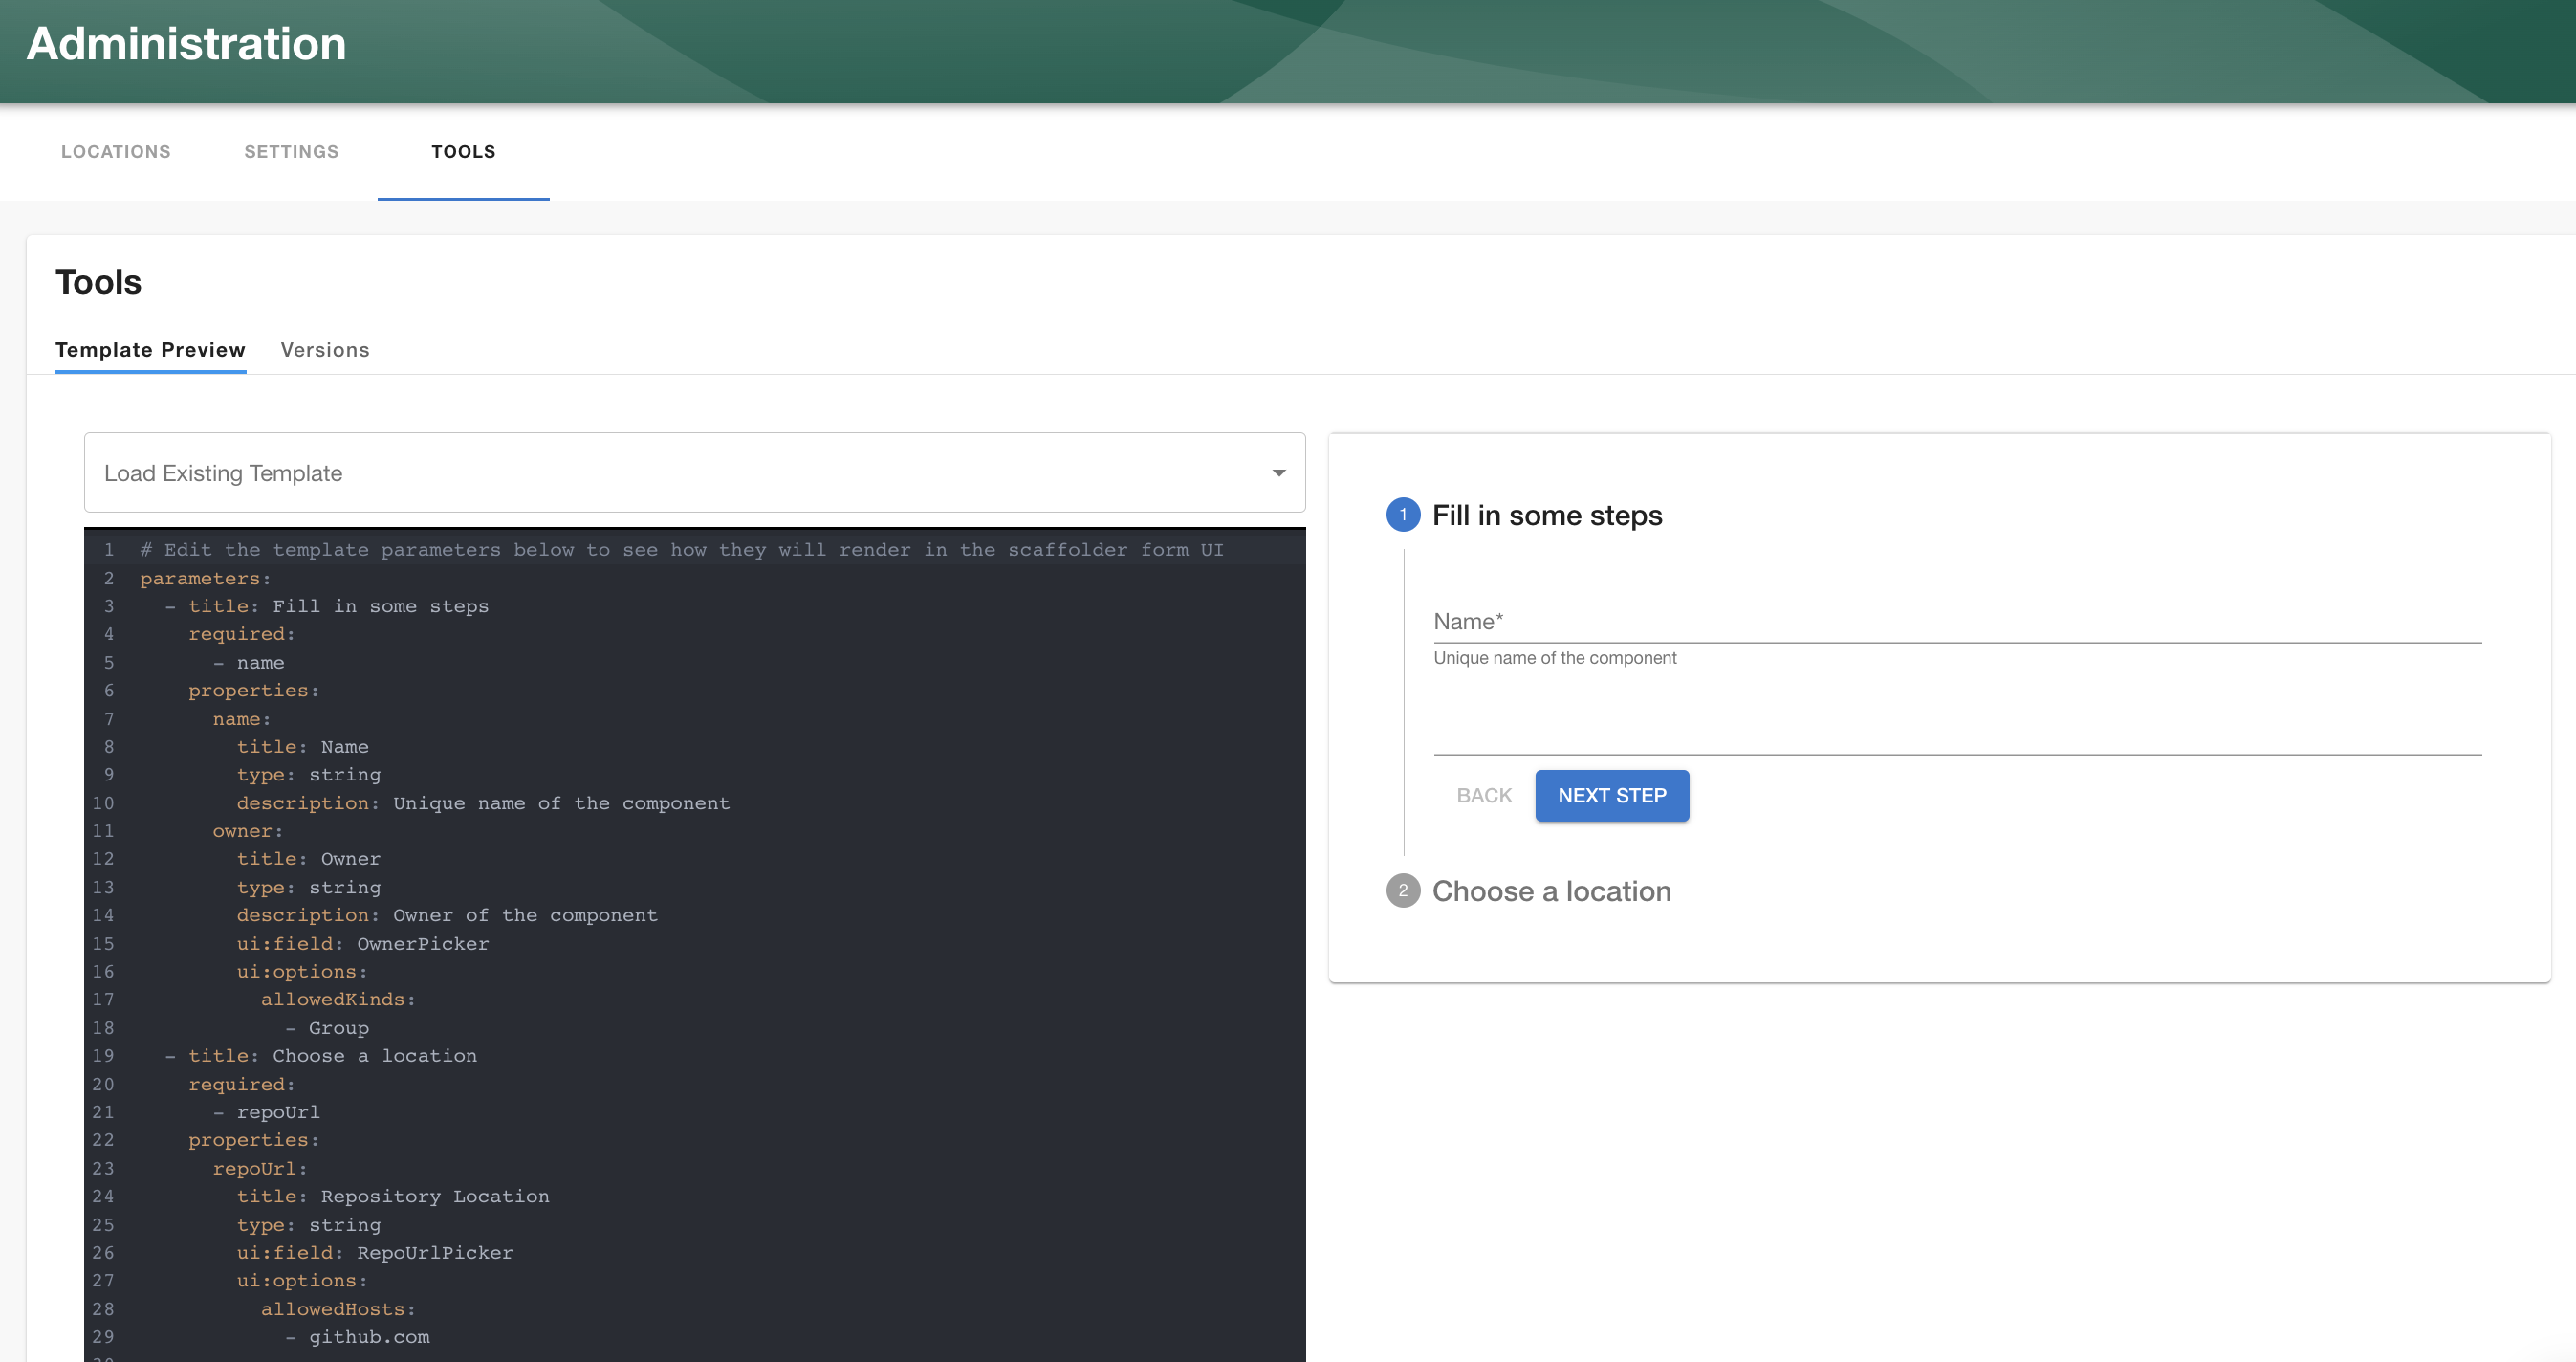 Administration
LOCATIONS SETTINGS TOOLS
Tools
Template Preview Versions
Load Existing Template
1 # Edit the template parameters below to see how they will render in the scaffolder form UI
2 parameters:
3 - title: Fill in some steps
4 required:
5 - name
6 properties:
7 name:
8 title: Name
9 type: string
10 description: Unique name of the component
11 owner:
12 title: Owner
13 type: string
14 description: Owner of the component
15 ui:field: OwnerPicker
16 ui:options:
17 allowedKinds:
18 - Group
19 - title: Choose a location
20 required:
21 - repoUrl
22 properties:
23 repoUrl:
24 title: Repository Location
25 type: string
26 ui:field: RepoUrlPicker
27 ui:options:
28 allowedHosts:
29 - github.com
1 Fill in some steps
Name*
Unique name of the component
BACK NEXT STEP
2 Choose a location